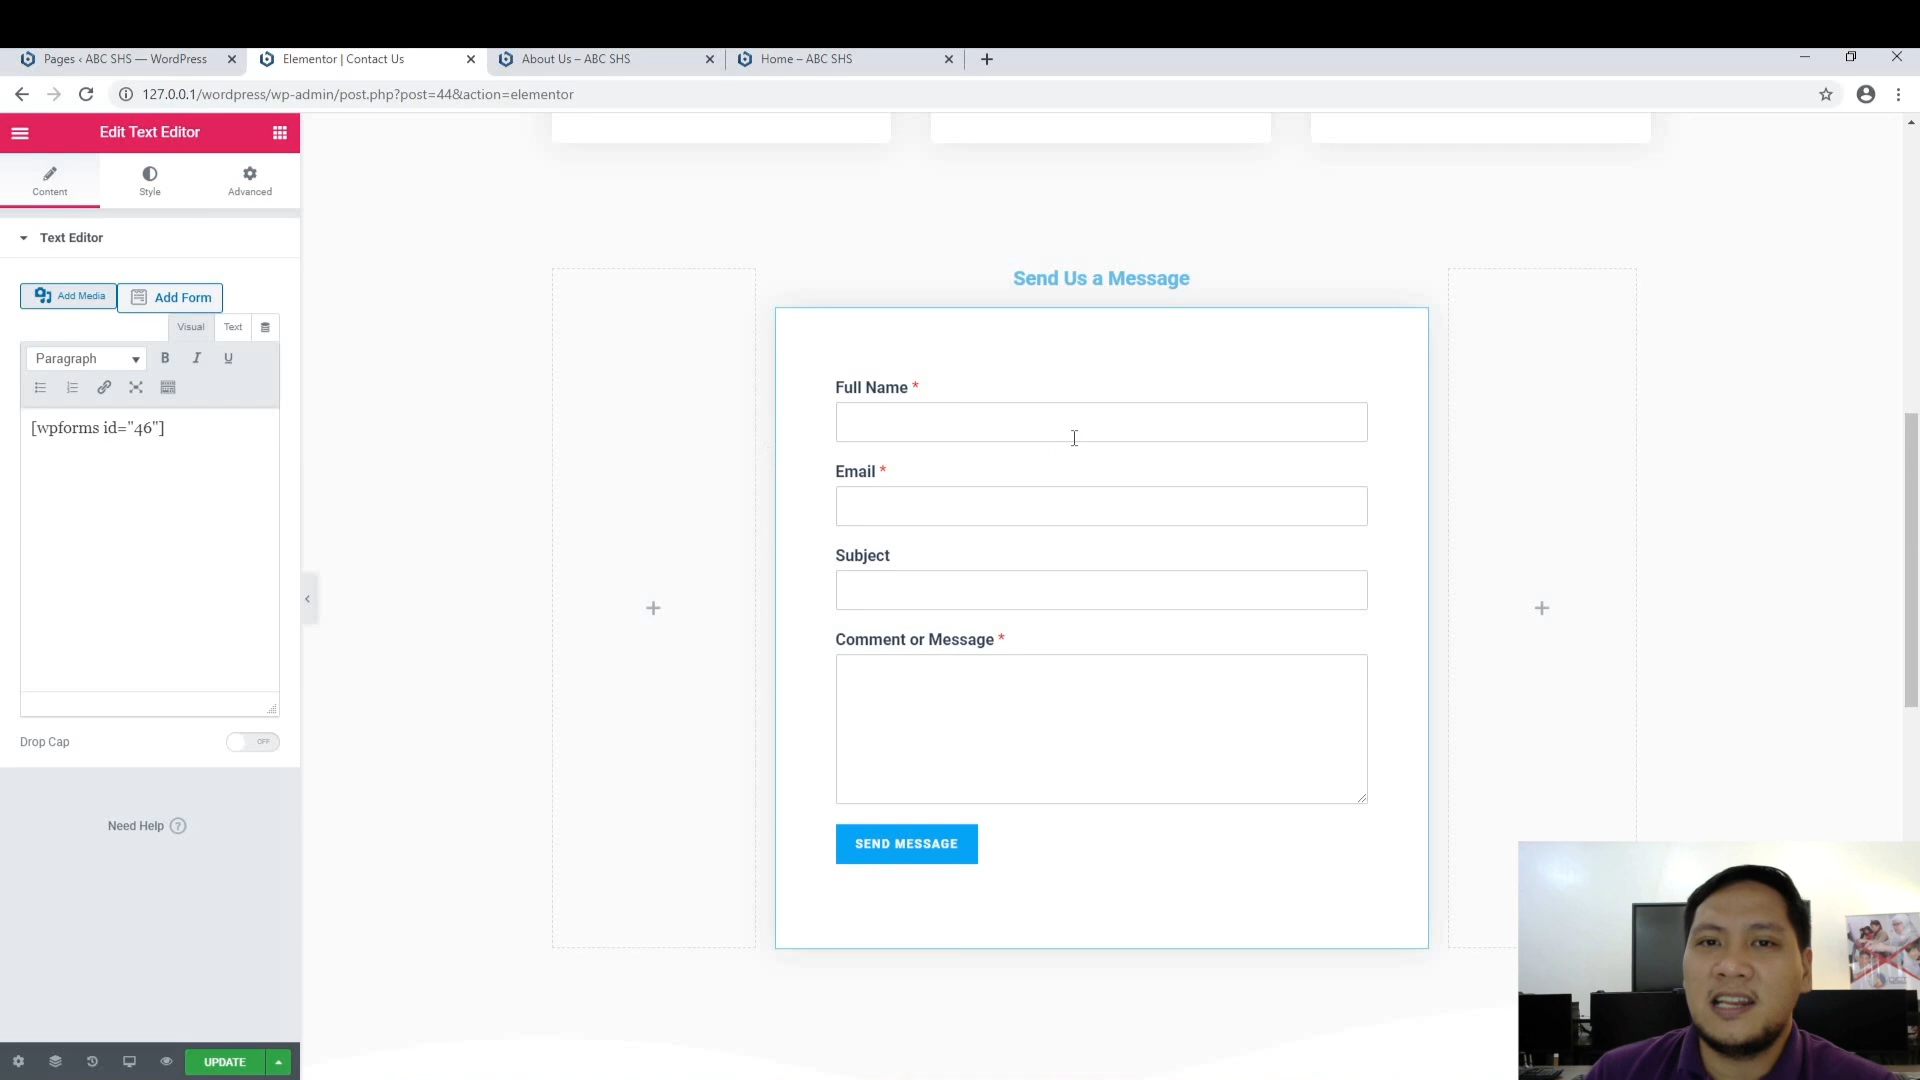 Pages ‹ ABC SHS — WordPress
Elementor | Contact Us
About Us – ABC SHS
Home – ABC SHS
127.0.0.1/wordpress/wp-admin/post.php?post=44&action=elementor
Edit Text Editor
Content
Style
Advanced
Text Editor
Add Media
Add Form
Visual
Text
Paragraph
B
I
U
[wpforms id="46"]
Drop Cap
OFF
Need Help ?
UPDATE
Send Us a Message
Full Name *
Email *
Subject
Comment or Message *
SEND MESSAGE